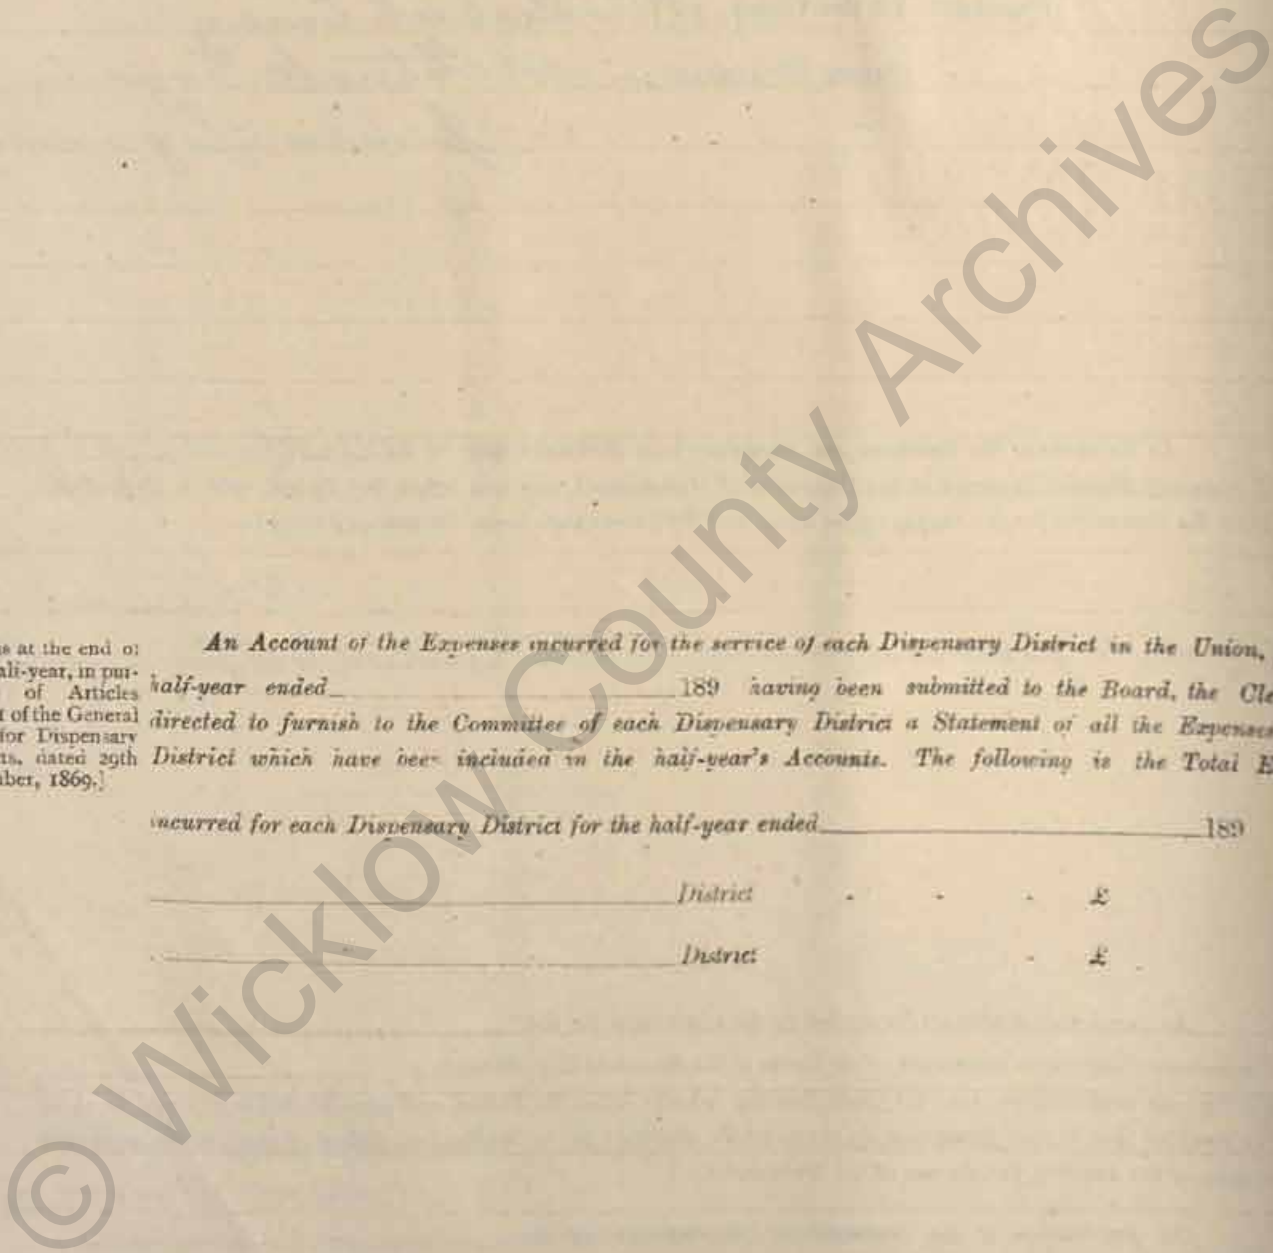 s at the end of
alf-year, in pur-
of Articles
t of the General
for Dispensary
ts, dated 29th
ber, 1869.]
An Account of the Expenses incurred for the service of each Dispensary District in the Union,
half-year ended 189 having been submitted to the Board, the Cle
directed to furnish to the Committee of each Dispensary District a Statement of all the Expenses
District which have been included in the half-year's Accounts. The following is the Total E
incurred for each Dispensary District for the half-year ended 189
District - - - £
District - £
© Wicklow County Archives